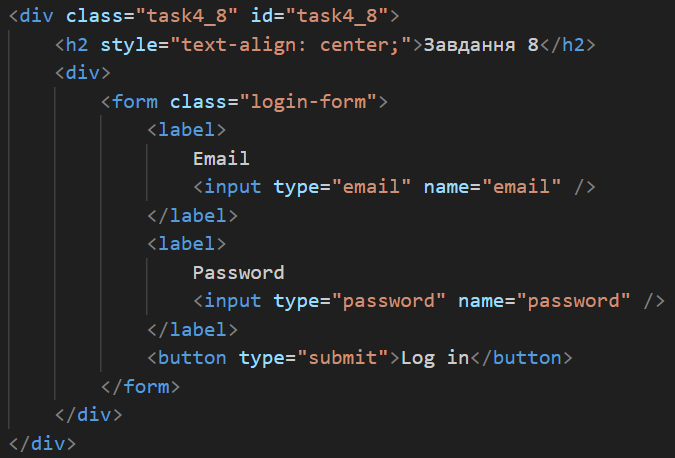 <div class="task4_8" id="task4_8">
<h2 style="text-align: center;">Завдання 8</h2>
<div>
<form class="login-form">
<label>
Email
<input type="email" name="email" />
</label>
<label>
Password
<input type="password" name="password" />
</label>
<button type="submit">Log in</button>
</form>
</div>
</div>